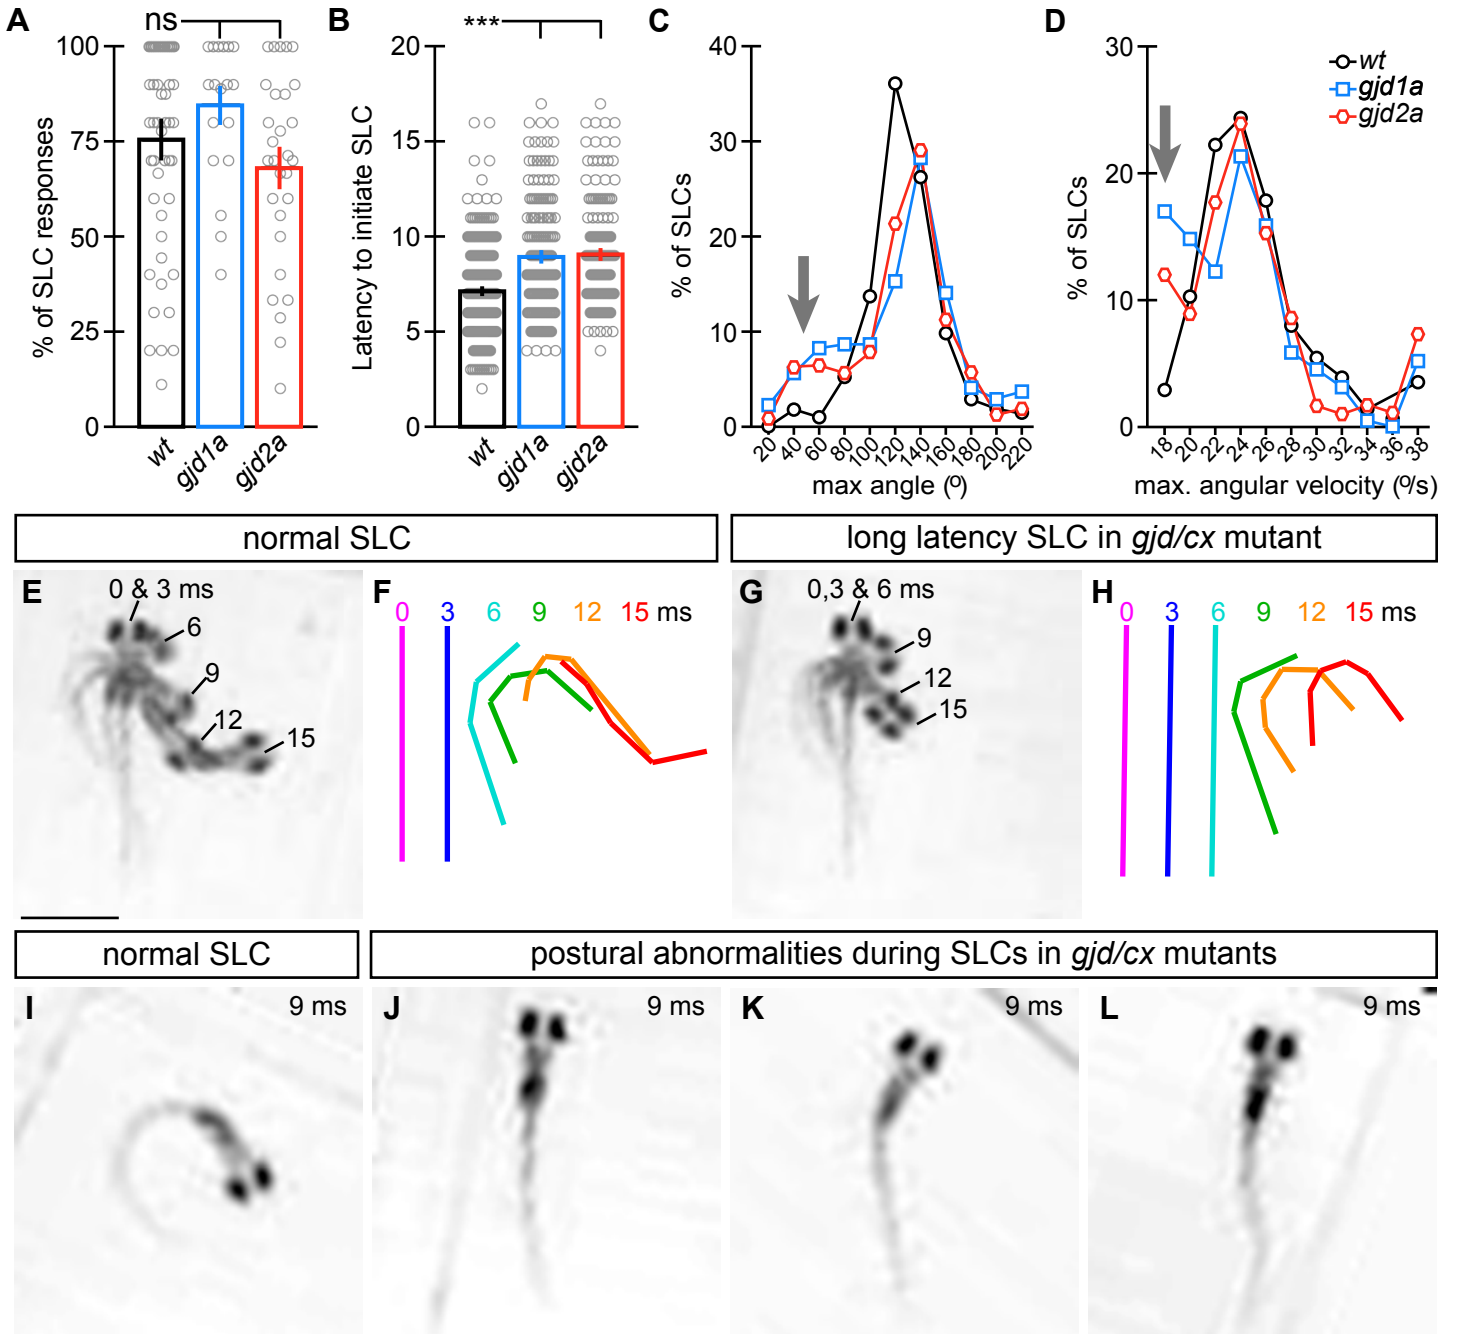 A
ns
% of SLC responses
100
75
50
25
0
wt
gjd1a
gjd2a
B
***
Latency to initiate SLC
20
15
10
5
0
wt
gjd1a
gjd2a
C
% of SLCs
40
30
20
10
0
20 40 60 80 100 120 140 160 180 200 220
max angle (º)
D
wt
gjd1a
gjd2a
% of SLCs
30
20
10
0
18 20 22 24 26 28 30 32 34 36 38
max. angular velocity (º/s)
normal SLC
long latency SLC in gjd/cx mutant
E
0 & 3 ms
6
9
12
15
F
0 3 6 9 12 15 ms
G
0,3 & 6 ms
9
12
15
H
0 3 6 9 12 15 ms
normal SLC
postural abnormalities during SLCs in gjd/cx mutants
I
9 ms
J
9 ms
K
9 ms
L
9 ms